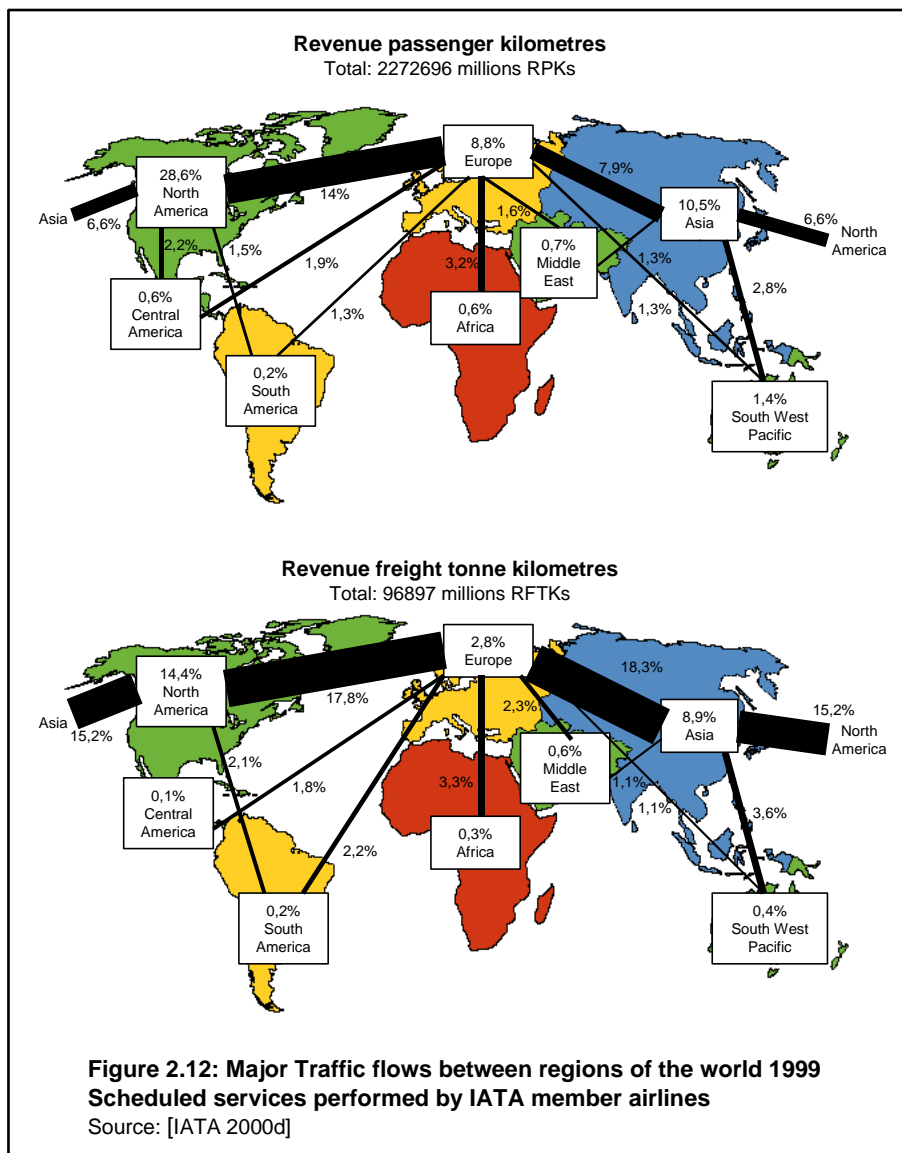 Revenue passenger kilometres
Total: 2272696 millions RPKs
8,8%
Europe
7,9%
28,6%
North
America
14%
Asia
6,6%
10,5%
Asia
6,6%
North
America
1,6%
2,2%
1,5%
1,9%
3,2%
0,7%
Middle
East
1,3%
2,8%
0,6%
Central
America
1,3%
0,6%
Africa
1,3%
0,2%
South
America
1,4%
South West
Pacific
Revenue freight tonne kilometres
Total: 96897 millions RFTKs
2,8%
Europe
18,3%
14,4%
North
America
17,8%
Asia
15,2%
2,3%
8,9%
Asia
15,2%
North
America
2,1%
1,8%
3,3%
0,6%
Middle
East
1,1%
1,1%
3,6%
0,1%
Central
America
2,2%
0,3%
Africa
0,2%
South
America
0,4%
South West
Pacific
Figure 2.12: Major Traffic flows between regions of the world 1999
Scheduled services performed by IATA member airlines
Source: [IATA 2000d]